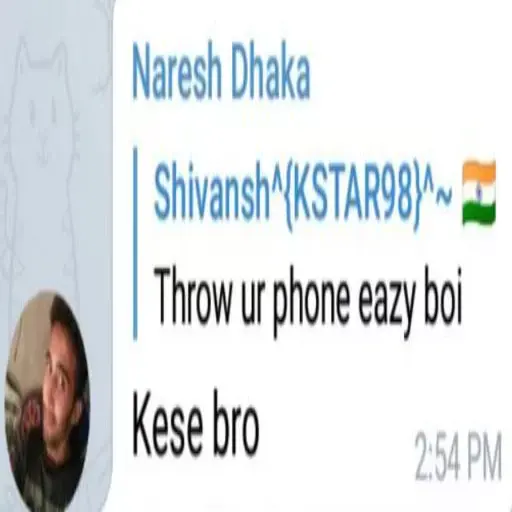 Naresh Dhaka
Shivansh^{KSTAR98}^~ 🇮🇳
Throw ur phone eazy boi
Kese bro
2:54 PM